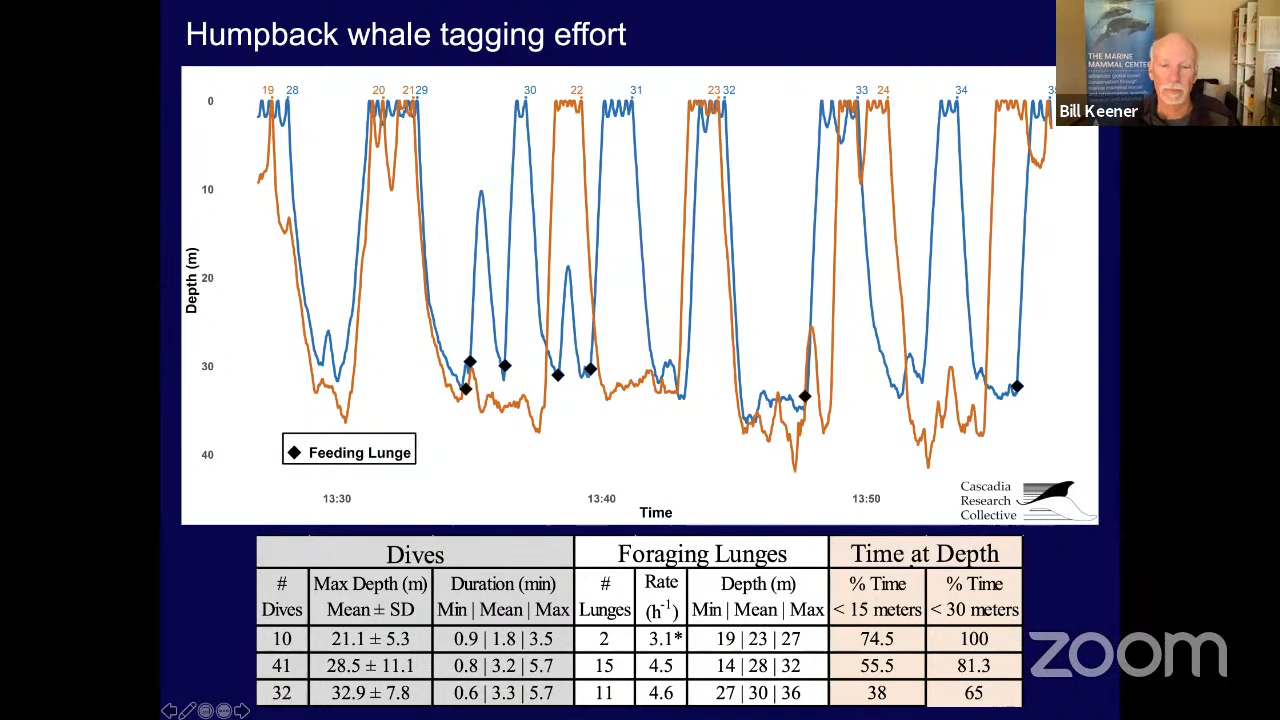 Humpback whale tagging effort
THE MARINE
MAMMAL CENTER
Bill Keener
19 28 20 21 29 30 22 31 23 32 33 24 34
0
10
20
30
40
Depth (m)
Feeding Lunge
13:30 13:40 13:50
Time
Cascadia
Research
Collective
Dives Foraging Lunges Time at Depth
# Max Depth (m) Duration (min) # Rate Depth (m) % Time % Time
Dives Mean ± SD Min | Mean | Max Lunges (h-1) Min | Mean | Max < 15 meters < 30 meters
10 21.1 ± 5.3 0.9 | 1.8 | 3.5 2 3.1* 19 | 23 | 27 74.5 100
41 28.5 ± 11.1 0.8 | 3.2 | 5.7 15 4.5 14 | 28 | 32 55.5 81.3
32 32.9 ± 7.8 0.6 | 3.3 | 5.7 11 4.6 27 | 30 | 36 38 65
zoom